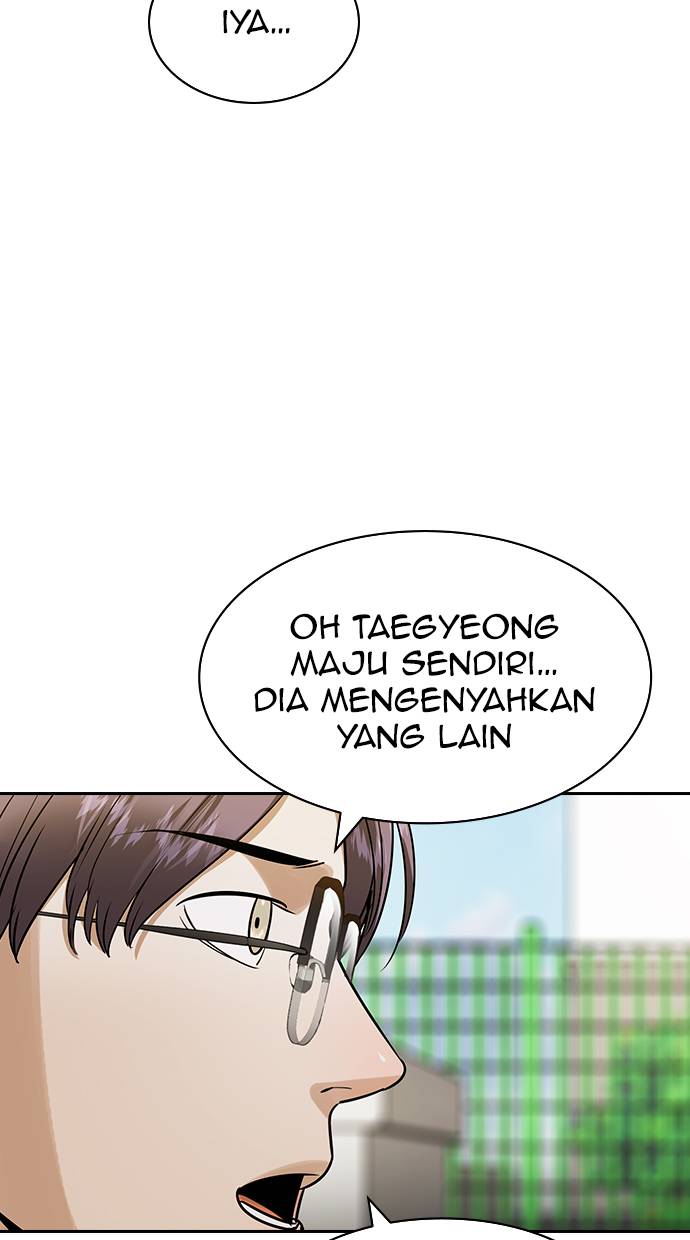 IYA...
OH TAEGYEONG
MAJU SENDIRI...
DIA MENGENYAHKAN
YANG LAIN